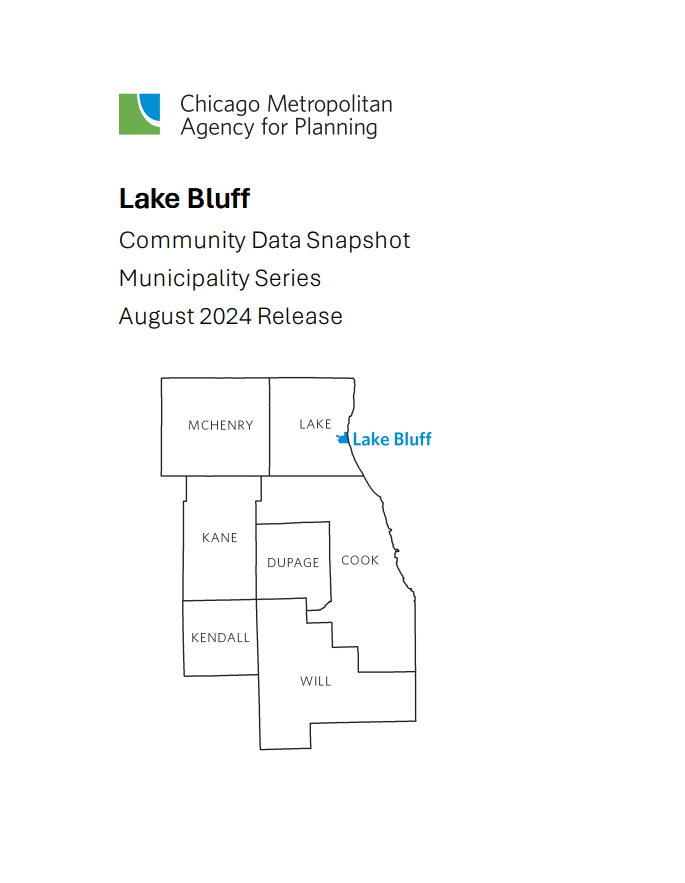 Chicago Metropolitan
Agency for Planning
Lake Bluff
Community Data Snapshot
Municipality Series
August 2024 Release
MCHENRY
LAKE
Lake Bluff
KANE
DUPAGE
COOK
KENDALL
WILL